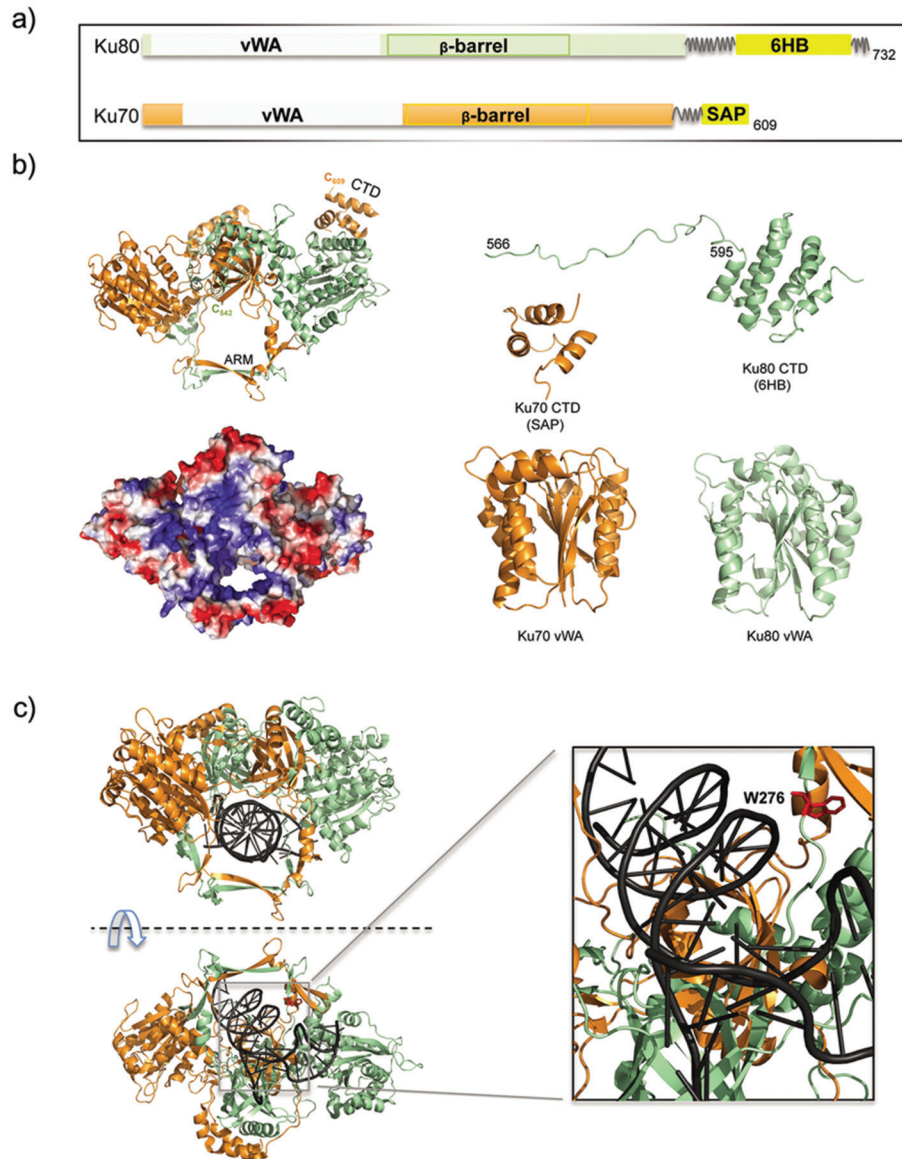 a)
Ku80 vWA β-barrel 6HB 732
Ku70 vWA β-barrel SAP 609
b)
C609 CTD
C542
ARM
566 595
Ku70 CTD
(SAP)
Ku80 CTD
(6HB)
Ku70 vWA
Ku80 vWA
c)
W276